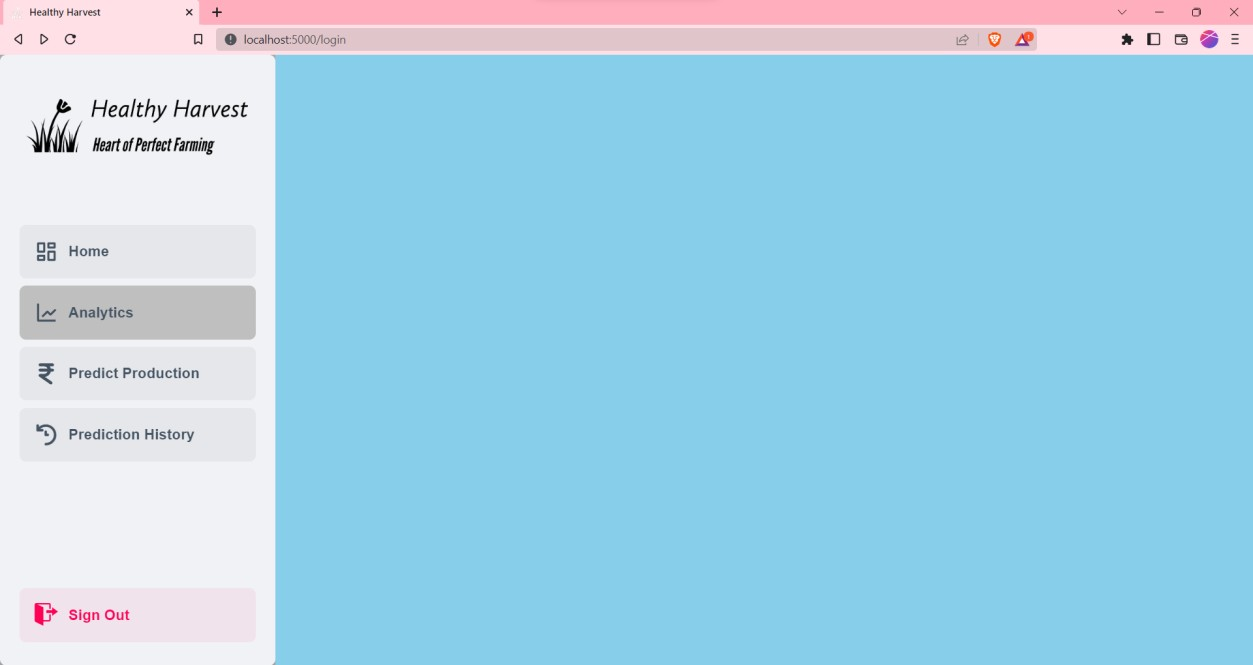 Healthy Harvest
localhost:5000/login
Healthy Harvest
Heart of Perfect Farming
Home
Analytics
Predict Production
Prediction History
Sign Out